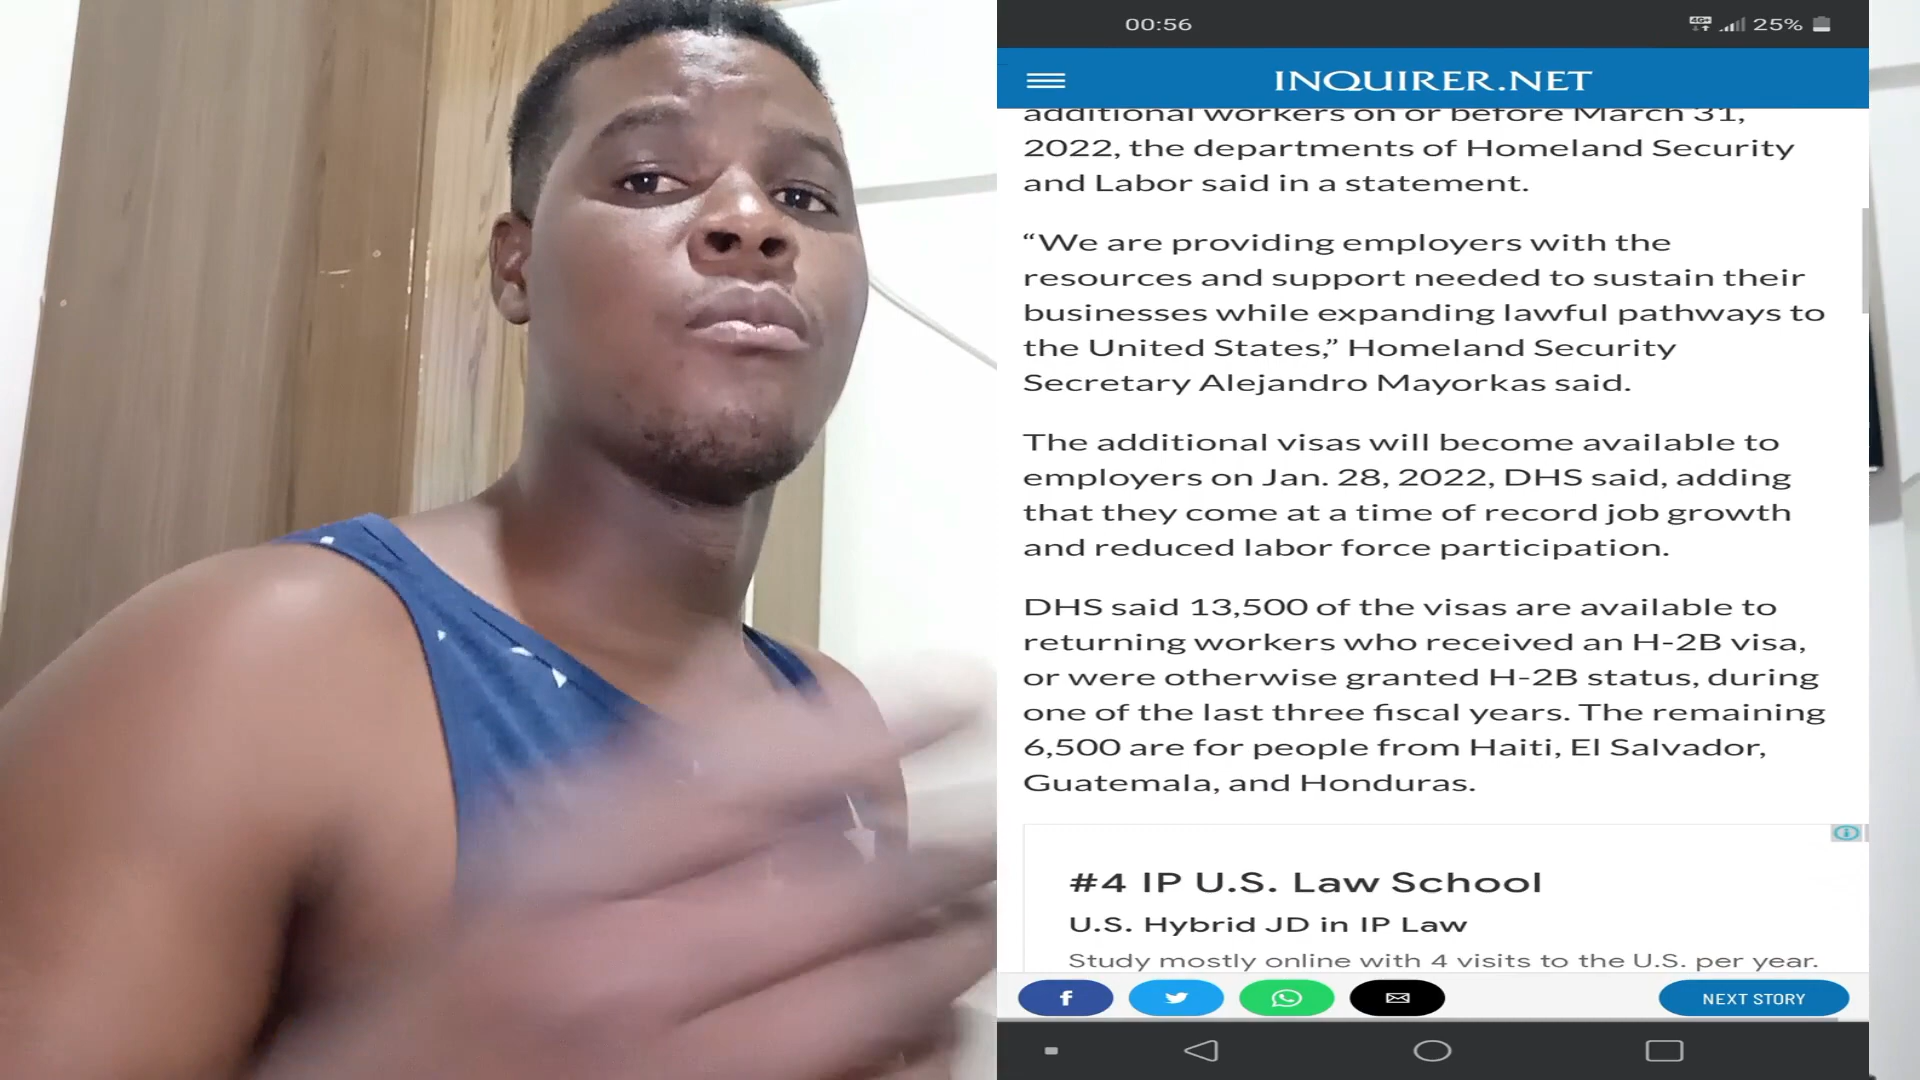 00:56
4G+ 25%
INQUIRER.NET
additional workers on or before March 31,
2022, the departments of Homeland Security
and Labor said in a statement.
“We are providing employers with the
resources and support needed to sustain their
businesses while expanding lawful pathways to
the United States,” Homeland Security
Secretary Alejandro Mayorkas said.
The additional visas will become available to
employers on Jan. 28, 2022, DHS said, adding
that they come at a time of record job growth
and reduced labor force participation.
DHS said 13,500 of the visas are available to
returning workers who received an H-2B visa,
or were otherwise granted H-2B status, during
one of the last three fiscal years. The remaining
6,500 are for people from Haiti, El Salvador,
Guatemala, and Honduras.
#4 IP U.S. Law School
U.S. Hybrid JD in IP Law
Study mostly online with 4 visits to the U.S. per year.
NEXT STORY